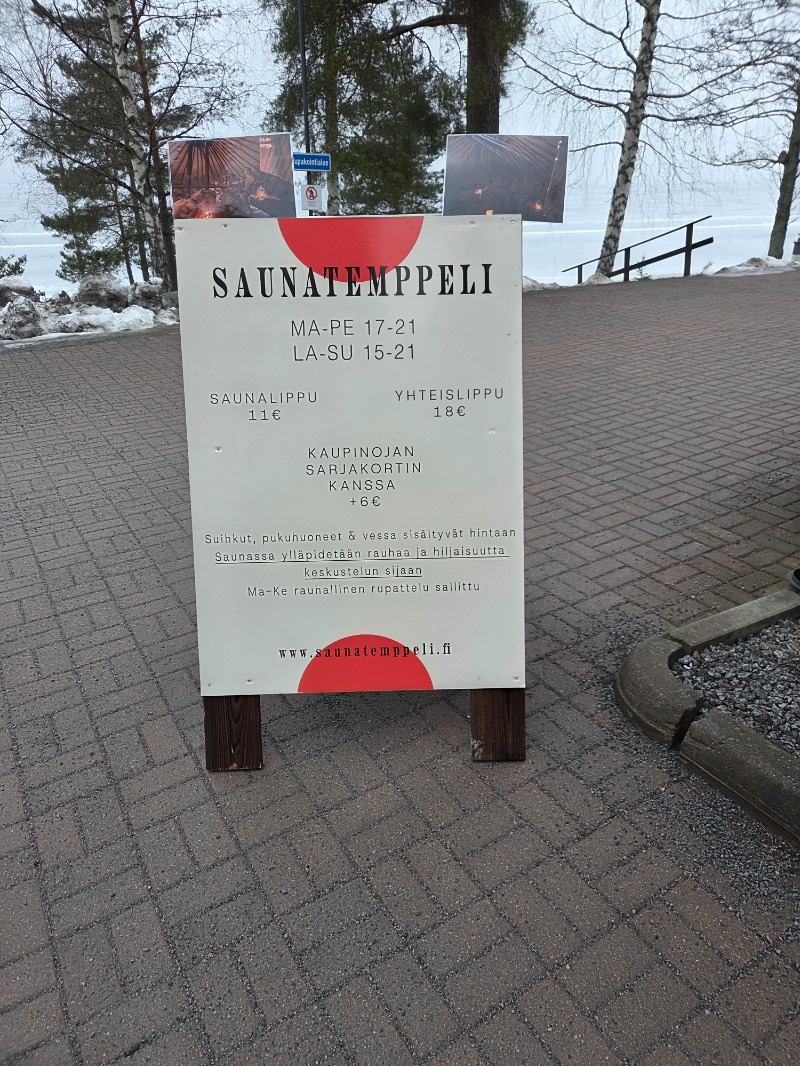 SAUNATEMPPELI
MA-PE 17-21
LA-SU 15-21
SAUNALIPPU
11€
YHTEISLIPPU
18€
KAUPINOJAN
SARJAKORTIN
KANSSA
+6€
Suihkut, pukuhuoneet & vessa sisältyvät hintaan
Saunassa ylläpidetään rauhaa ja hiljaisuutta
keskustelun sijaan
Ma-Ke rauhallinen rupattelu sallittu
www.saunatemppeli.fi